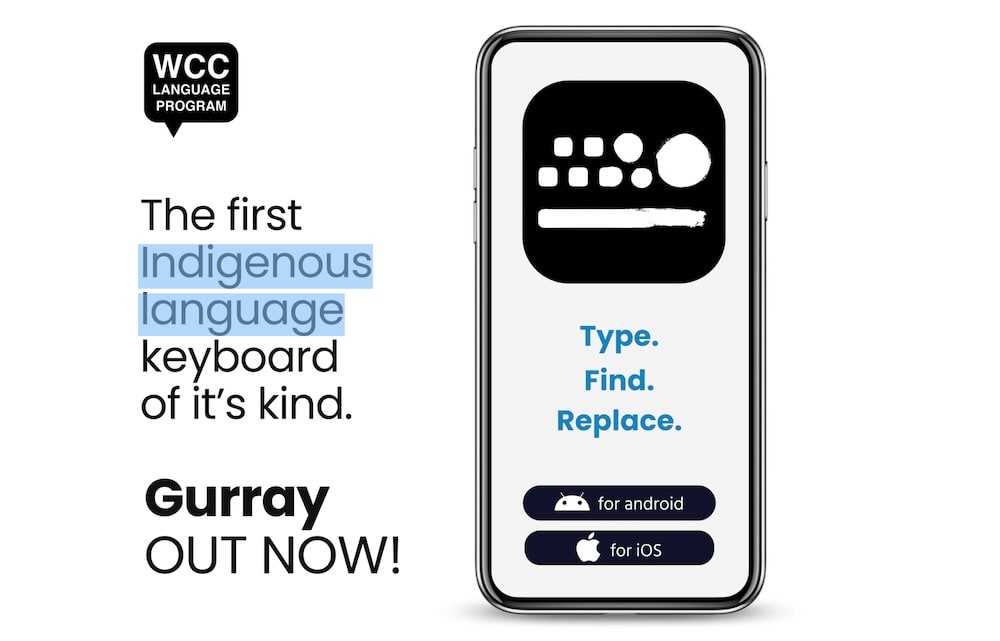 WCC
LANGUAGE
PROGRAM
The first
Indigenous
language
keyboard
of it’s kind.
Gurray
OUT NOW!
Type.
Find.
Replace.
for android
for iOS